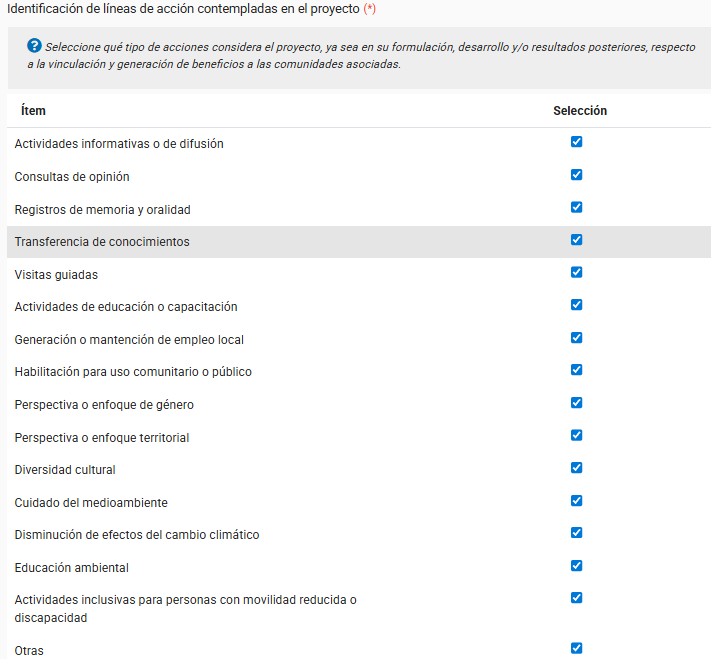 Identificación de líneas de acción contempladas en el proyecto (*)
? Seleccione qué tipo de acciones considera el proyecto, ya sea en su formulación, desarrollo y/o resultados posteriores, respecto
a la vinculación y generación de beneficios a las comunidades asociadas.
Ítem Selección
Actividades informativas o de difusión
Consultas de opinión
Registros de memoria y oralidad
Transferencia de conocimientos
Visitas guiadas
Actividades de educación o capacitación
Generación o mantención de empleo local
Habilitación para uso comunitario o público
Perspectiva o enfoque de género
Perspectiva o enfoque territorial
Diversidad cultural
Cuidado del medioambiente
Disminución de efectos del cambio climático
Educación ambiental
Actividades inclusivas para personas con movilidad reducida o
discapacidad
Otras